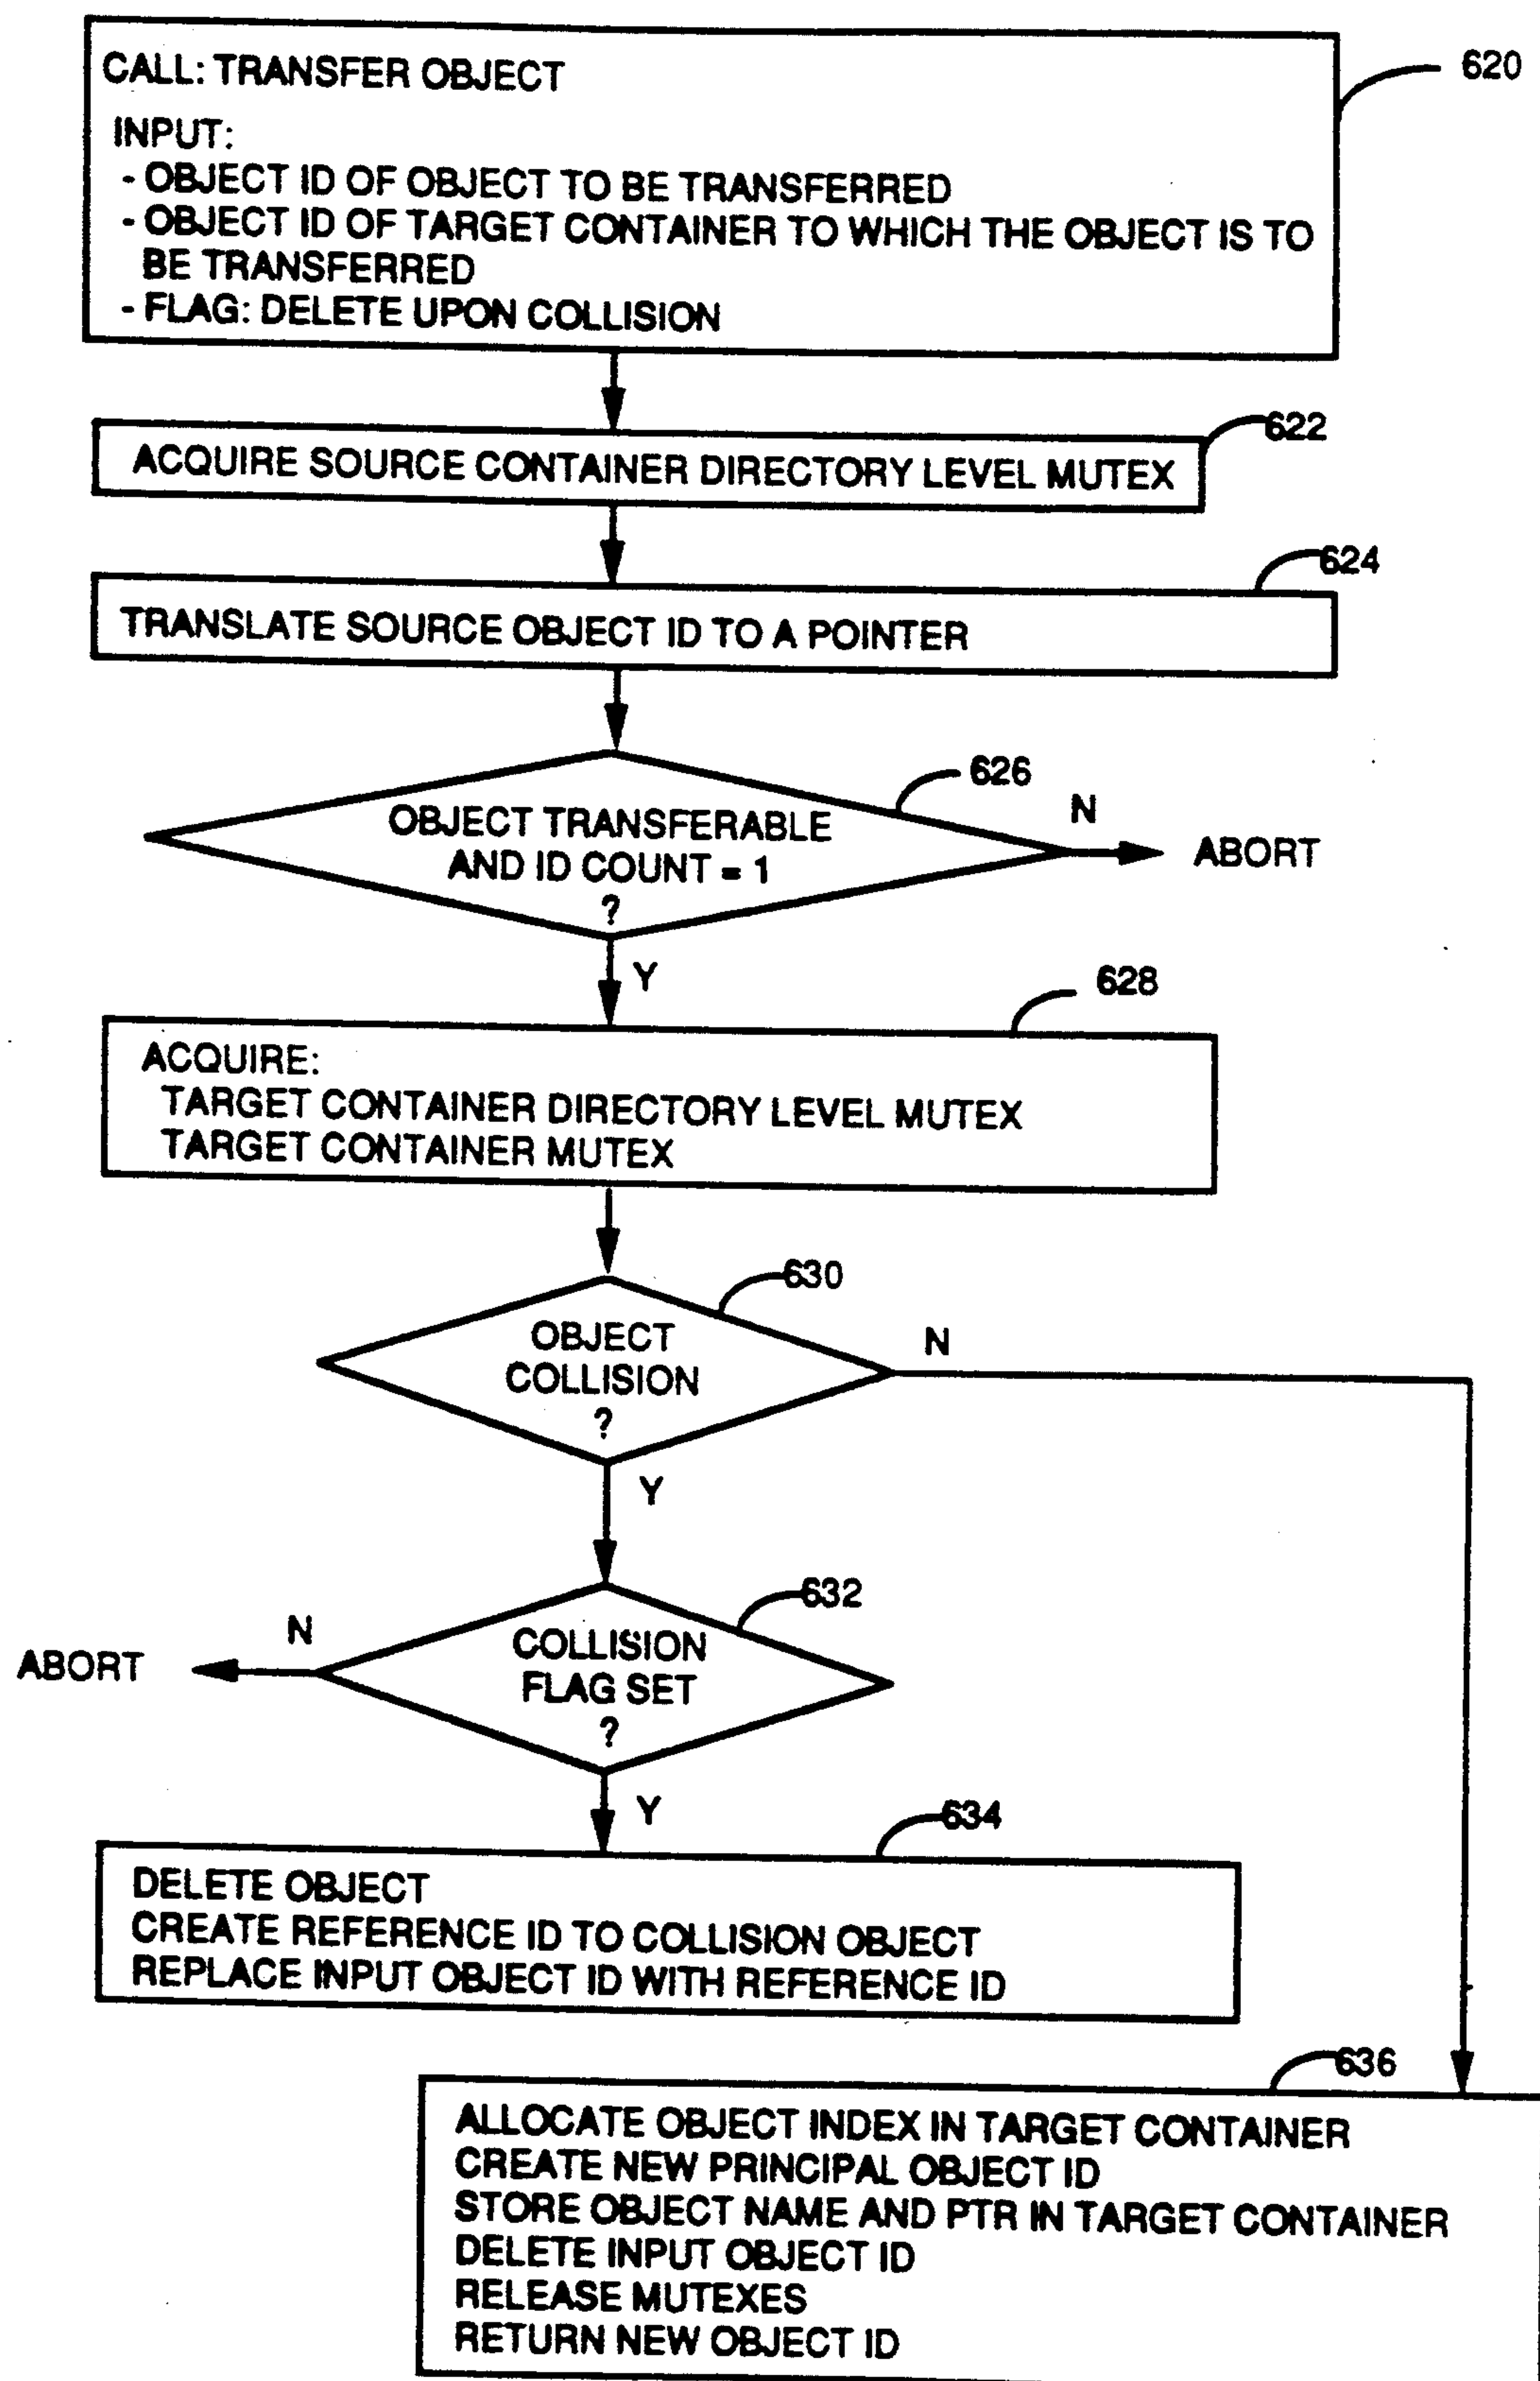 CALL: TRANSFER OBJECT
620
INPUT:
- OBJECT ID OF OBJECT TO BE TRANSFERRED
- OBJECT ID OF TARGET CONTAINER TO WHICH THE OBJECT IS TO
BE TRANSFERRED
- FLAG: DELETE UPON COLLISION
622
ACQUIRE SOURCE CONTAINER DIRECTORY LEVEL MUTEX
624
TRANSLATE SOURCE OBJECT ID TO A POINTER
626
OBJECT TRANSFERABLE
AND ID COUNT = 1
?
N
ABORT
Y
628
ACQUIRE:
TARGET CONTAINER DIRECTORY LEVEL MUTEX
TARGET CONTAINER MUTEX
630
OBJECT
COLLISION
?
N
Y
632
COLLISION
FLAG SET
?
N
ABORT
Y
634
DELETE OBJECT
CREATE REFERENCE ID TO COLLISION OBJECT
REPLACE INPUT OBJECT ID WITH REFERENCE ID
636
ALLOCATE OBJECT INDEX IN TARGET CONTAINER
CREATE NEW PRINCIPAL OBJECT ID
STORE OBJECT NAME AND PTR IN TARGET CONTAINER
DELETE INPUT OBJECT ID
RELEASE MUTEXES
RETURN NEW OBJECT ID